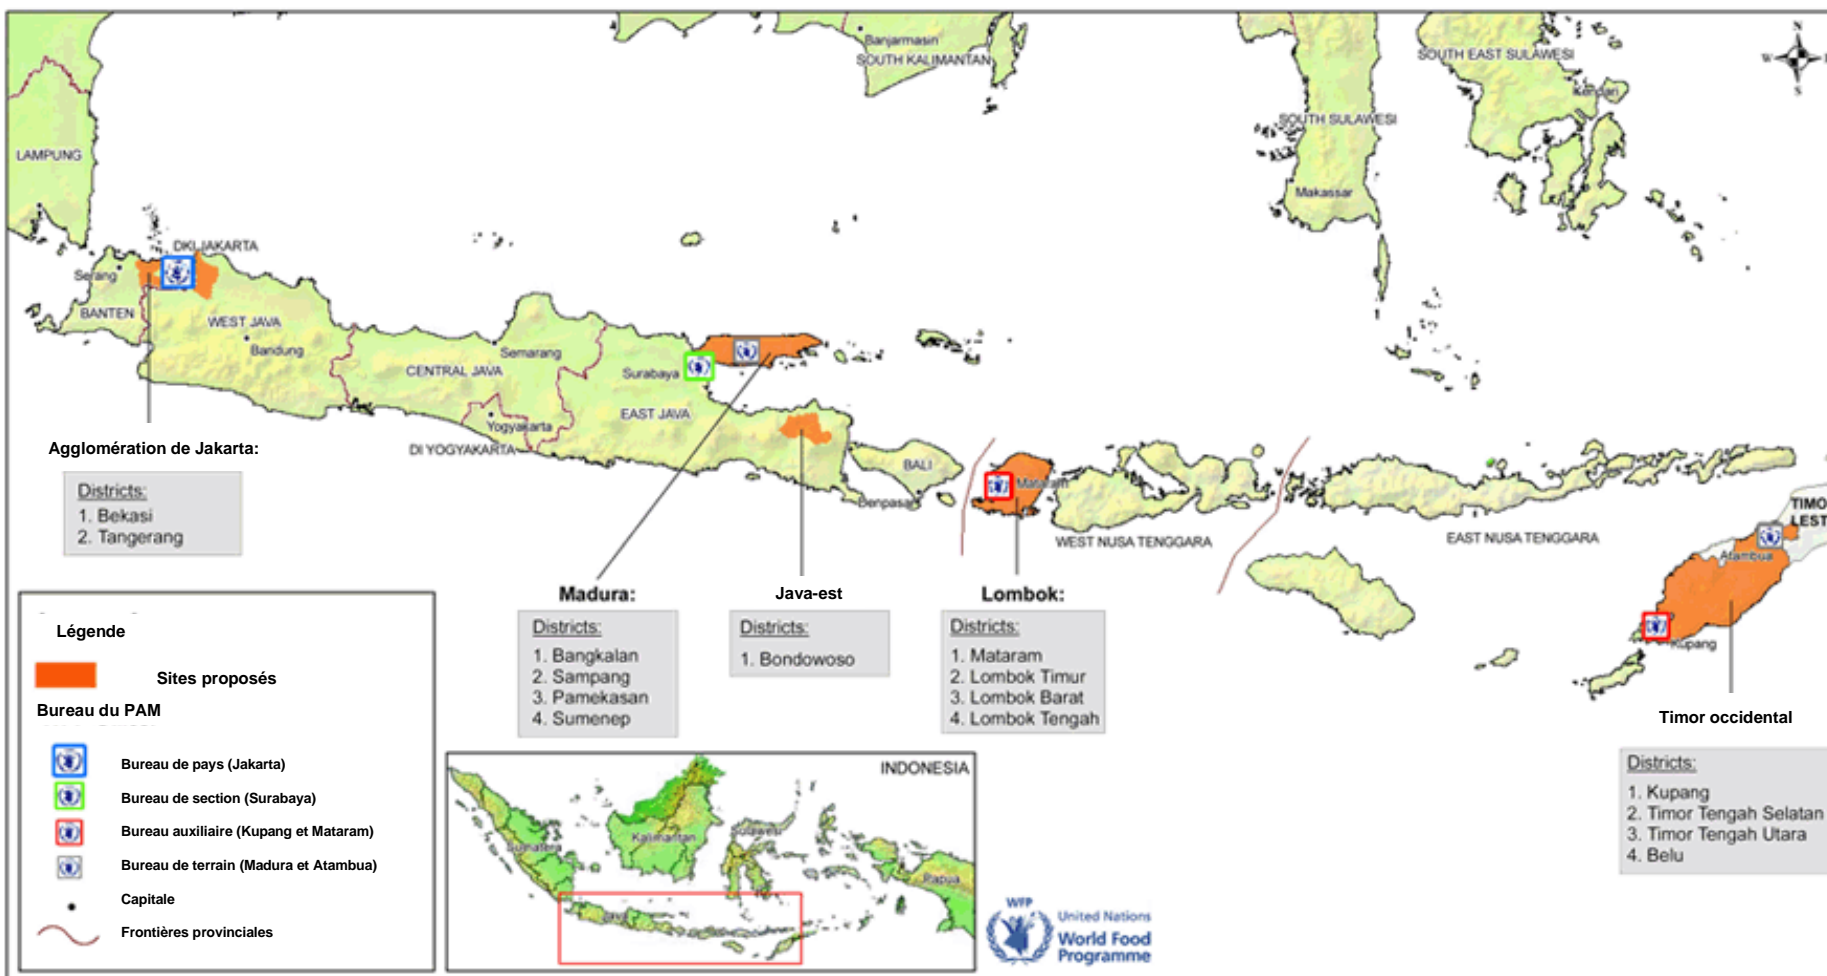 Banjarmasin
SOUTH KALIMANTAN
SOUTH EAST SULAWESI
Kendari
SOUTH SULAWESI
Makassar
N
W
S
LAMPUNG
DKI JAKARTA
Serang
BANTEN
WEST JAVA
Bandung
Semarang
CENTRAL JAVA
Yogyakarta
DI YOGYAKARTA
Surabaya
EAST JAVA
BALI
Denpasar
Mataram
WEST NUSA TENGGARA
EAST NUSA TENGGARA
TIMO
LEST
Atambua
Kupang
Agglomération de Jakarta:
Districts:
1. Bekasi
2. Tangerang
Madura:
Districts:
1. Bangkalan
2. Sampang
3. Pamekasan
4. Sumenep
Java-est
Districts:
1. Bondowoso
Lombok:
Districts:
1. Mataram
2. Lombok Timur
3. Lombok Barat
4. Lombok Tengah
Timor occidental
Districts:
1. Kupang
2. Timor Tengah Selatan
3. Timor Tengah Utara
4. Belu
Légende
Sites proposés
Bureau du PAM
Bureau de pays (Jakarta)
Bureau de section (Surabaya)
Bureau auxiliaire (Kupang et Mataram)
Bureau de terrain (Madura et Atambua)
Capitale
Frontières provinciales
INDONESIA
Sumatera
Kalimantan
Sulawesi
Papua
Java
WFP
United Nations
World Food
Programme